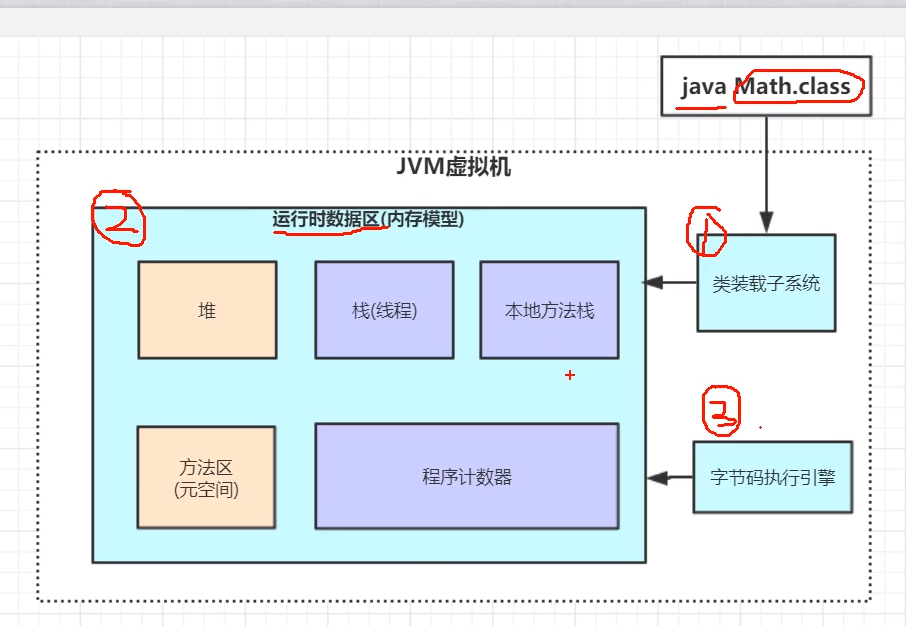 java Math.class
JVM虚拟机
2
运行时数据区(内存模型)
1
堆
栈(线程)
本地方法栈
类装载子系统
方法区
(元空间)
程序计数器
字节码执行引擎